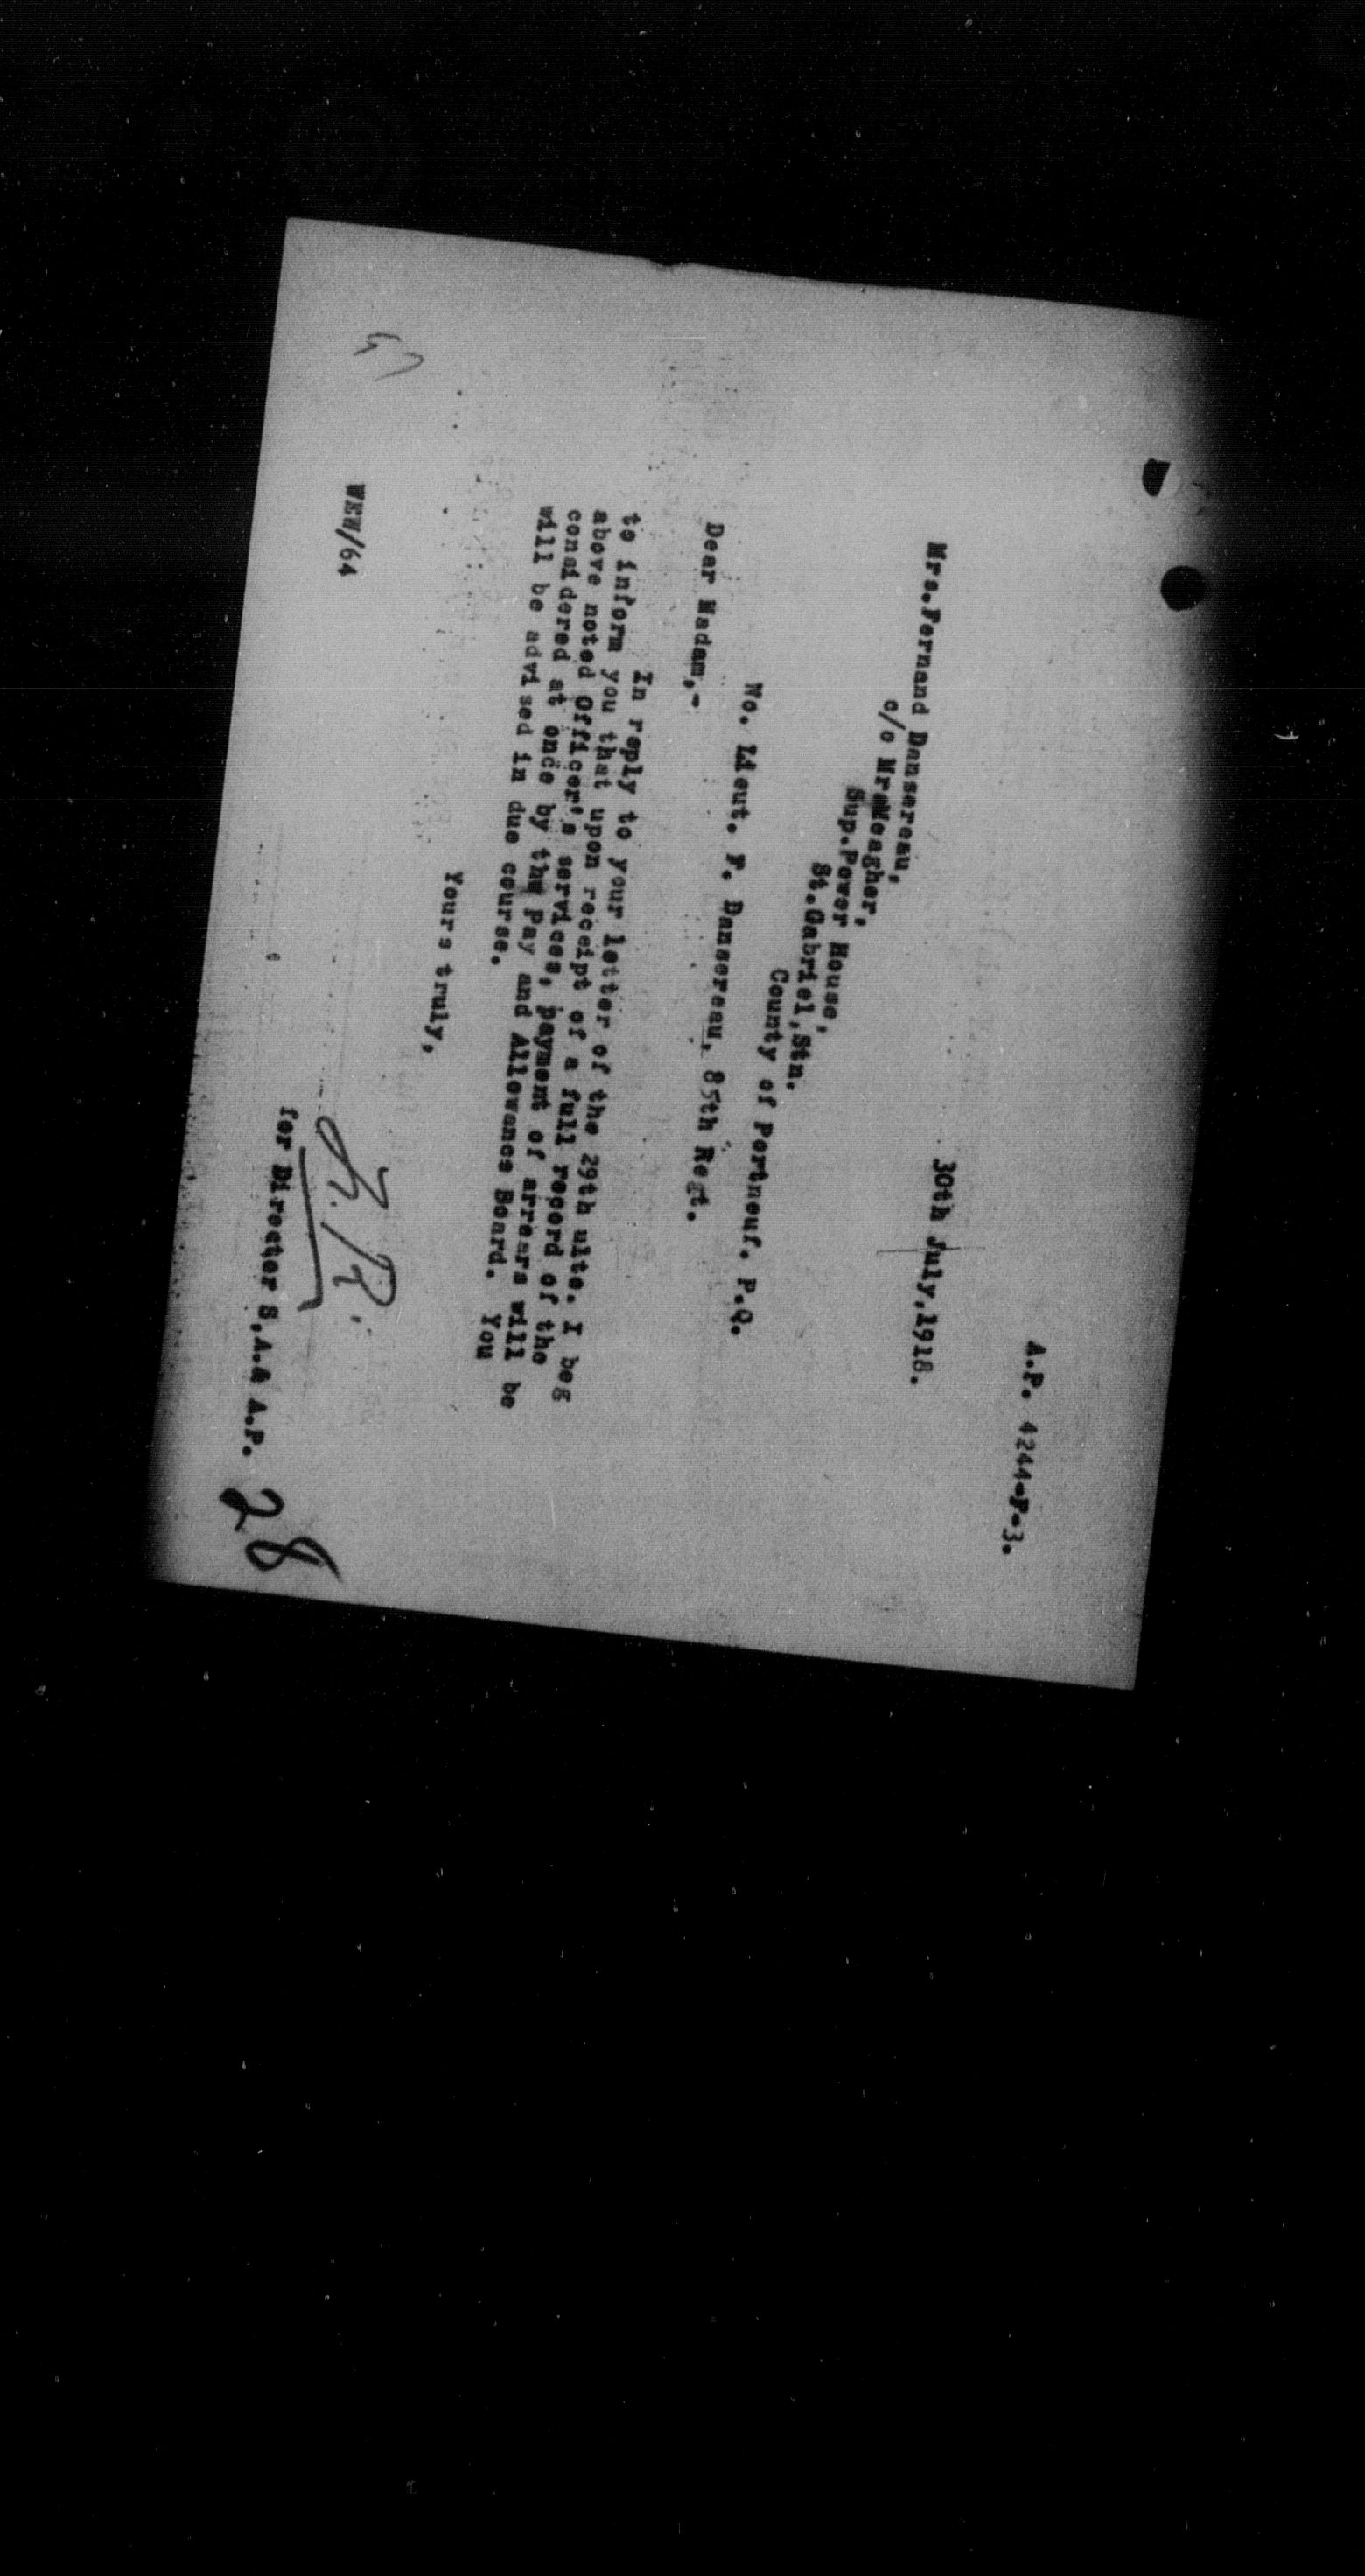 A.P. 4244-F-3.
30th July,1918.
Mrs.Fernand Dansereau,
c/o Mr.Meagher,
Sup.Power House,
St.Gabriel,Stn.
County of Portneuf. P.Q.
No. Lieut. F. Dansereau, 85th Regt.
Dear Madam,-
In reply to your letter of the 29th ulto. I beg
to inform you that upon receipt of a full record of the
above noted Officer's services, payment of arrears will be
considered at once by the Pay and Allowance Board. You
will be advised in due course.
Yours truly,
for Director S.A.& A.P.
WEW/64
28